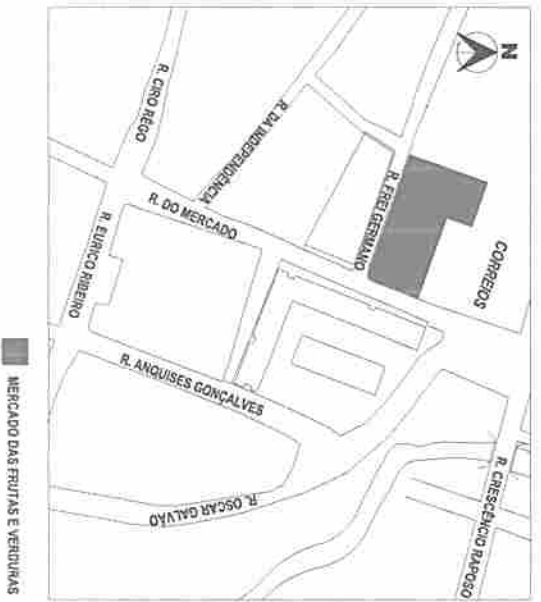 N
CORREIOS
R. FREI GERMANO
R. DA INDEPENDÊNCIA
R. CIRO RÊGO
R. DO MERCADO
R. EURICO RIBEIRO
R. ANQUISES GONÇALVES
R. OSCAR GALVÃO
R. CRESCÊNCIO RAPOSO
MERCADO DAS FRUTAS E VERDURAS